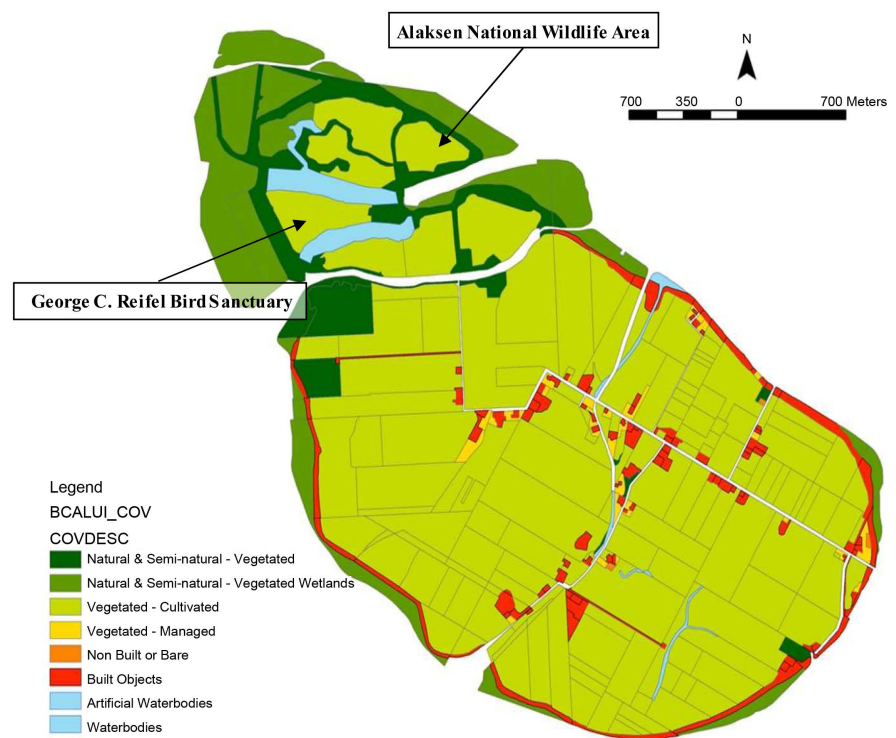 Alaksen National Wildlife Area
N
700 350 0 700 Meters
George C. Reifel Bird Sanctuary
Legend
BCALUI_COV
COVDESC
Natural & Semi-natural - Vegetated
Natural & Semi-natural - Vegetated Wetlands
Vegetated - Cultivated
Vegetated - Managed
Non Built or Bare
Built Objects
Artificial Waterbodies
Waterbodies